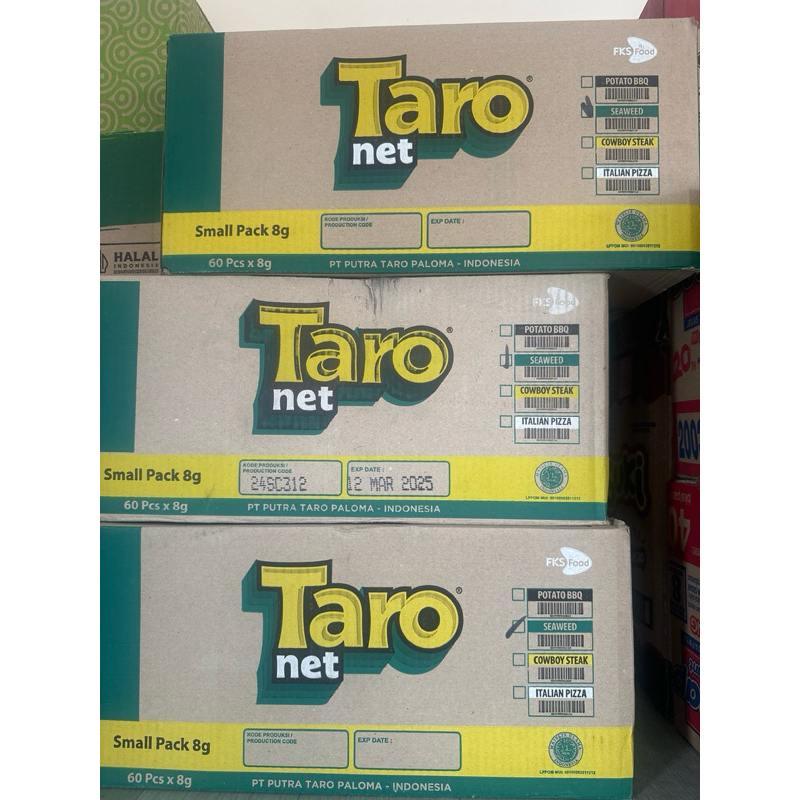 FKS Food
Taro®
net
POTATO BBQ
SEAWEED
COWBOY STEAK
ITALIAN PIZZA
Small Pack 8g
KODE PRODUKSI /
PRODUCTION CODE
EXP DATE :
60 Pcs x 8g
PT PUTRA TARO PALOMA - INDONESIA
HALAL
INDONESIA
FKS Food
Taro®
net
POTATO BBQ
SEAWEED
COWBOY STEAK
ITALIAN PIZZA
Small Pack 8g
KODE PRODUKSI /
PRODUCTION CODE
24SC312
EXP DATE :
12 MAR 2025
60 Pcs x 8g
PT PUTRA TARO PALOMA - INDONESIA
FKS Food
Taro®
net
POTATO BBQ
SEAWEED
COWBOY STEAK
ITALIAN PIZZA
Small Pack 8g
KODE PRODUKSI /
PRODUCTION CODE
EXP DATE :
60 Pcs x 8g
PT PUTRA TARO PALOMA - INDONESIA